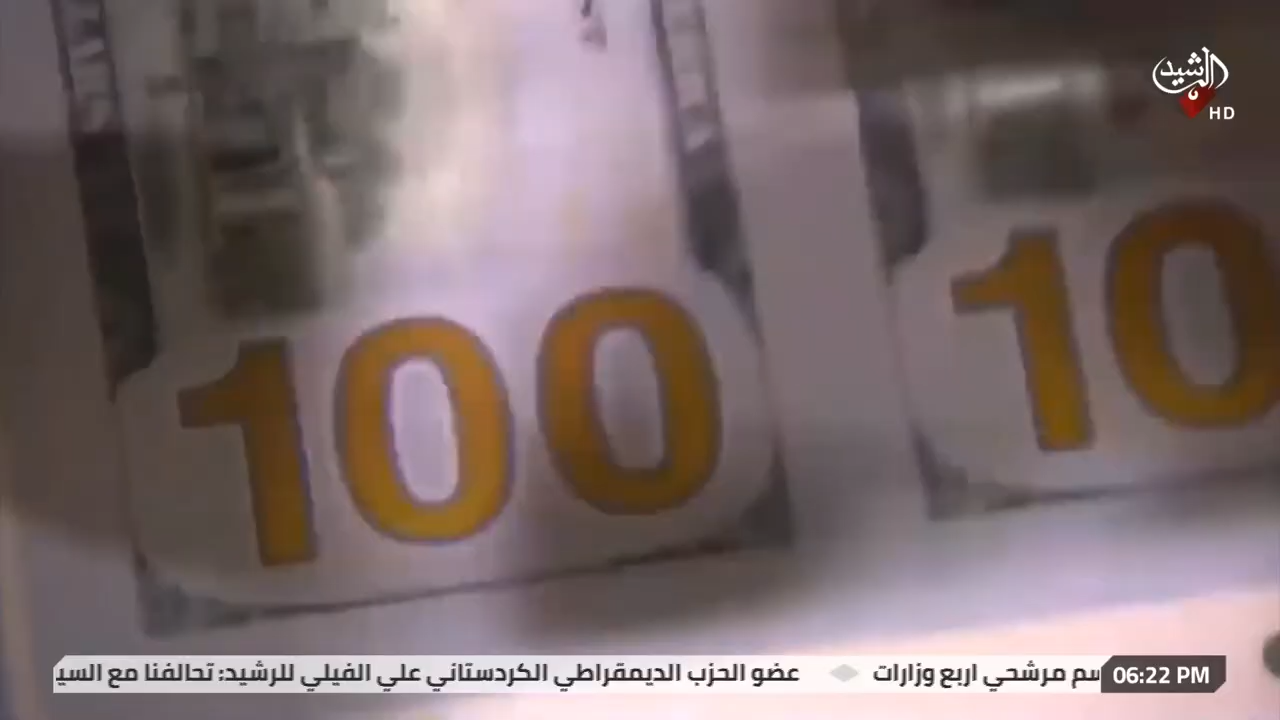 الرشيد
HD
100
10
سم مرشحي اربع وزارات
عضو الحزب الديمقراطي الكردستاني علي الفيلي للرشيد: تحالفنا مع السي
06:22 PM